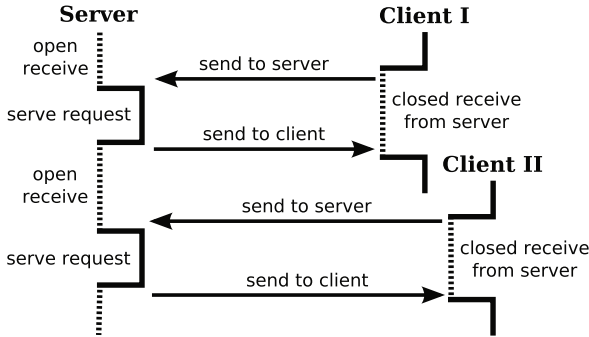 Server
Client I
open
receive
send to server
closed receive
from server
serve request
send to client
Client II
open
receive
send to server
closed receive
from server
serve request
send to client